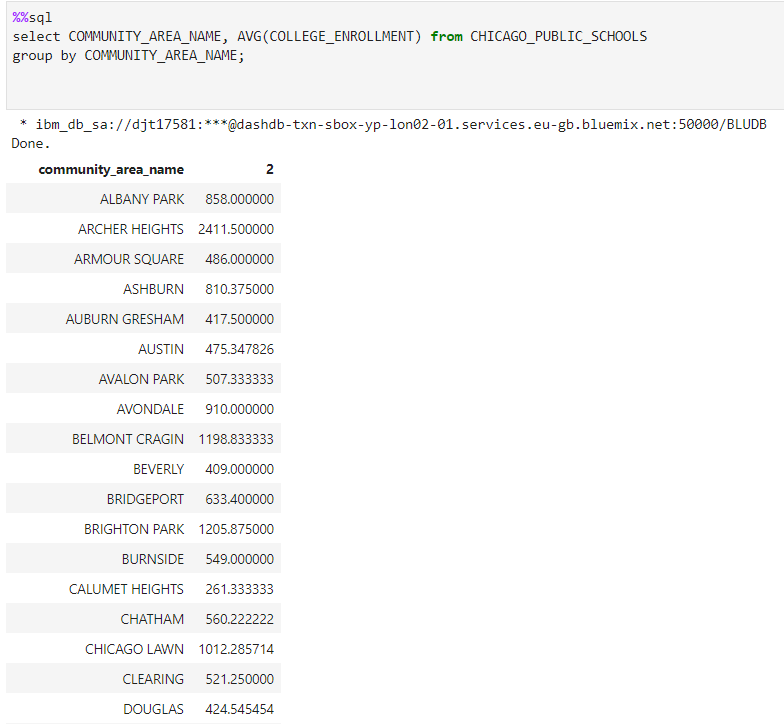 %%sql
select COMMUNITY_AREA_NAME, AVG(COLLEGE_ENROLLMENT) from CHICAGO_PUBLIC_SCHOOLS
group by COMMUNITY_AREA_NAME;
* ibm_db_sa://djt17581:***@dashdb-txn-sbox-yp-lon02-01.services.eu-gb.bluemix.net:50000/BLUDB
Done.
community_area_name 2
ALBANY PARK 858.000000
ARCHER HEIGHTS 2411.500000
ARMOUR SQUARE 486.000000
ASHBURN 810.375000
AUBURN GRESHAM 417.500000
AUSTIN 475.347826
AVALON PARK 507.333333
AVONDALE 910.000000
BELMONT CRAGIN 1198.833333
BEVERLY 409.000000
BRIDGEPORT 633.400000
BRIGHTON PARK 1205.875000
BURNSIDE 549.000000
CALUMET HEIGHTS 261.333333
CHATHAM 560.222222
CHICAGO LAWN 1012.285714
CLEARING 521.250000
DOUGLAS 424.545454